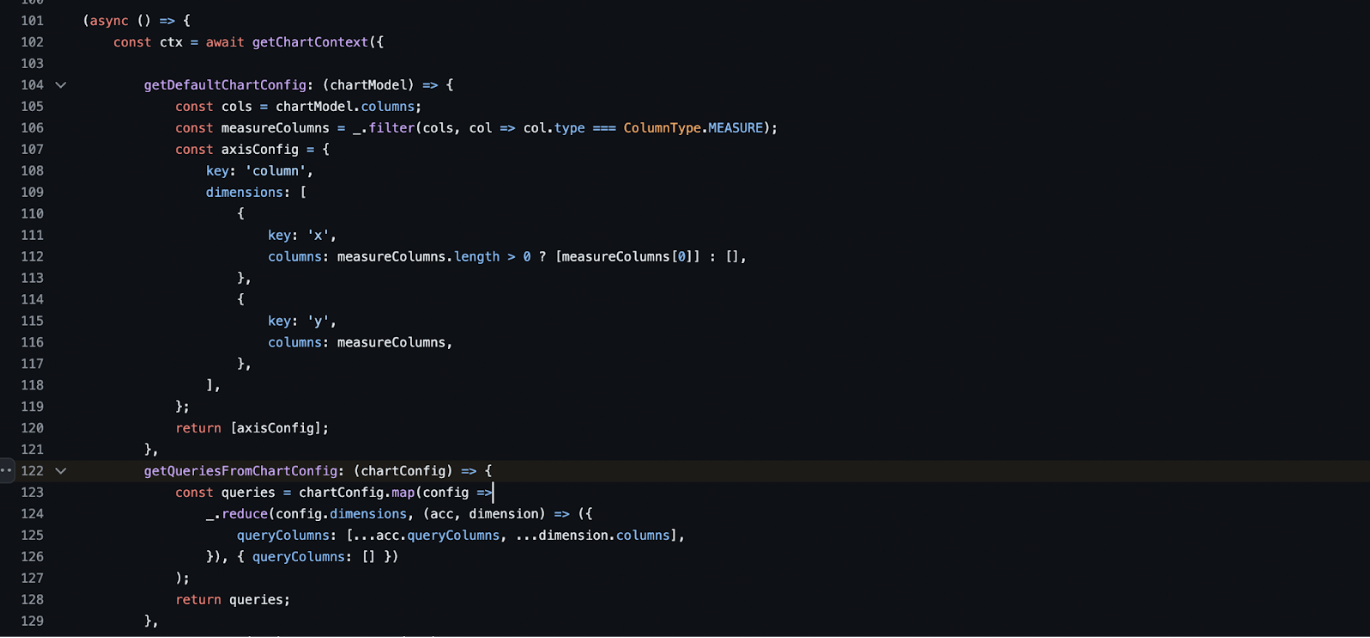 101 (async () => {
102 const ctx = await getChartContext({
103
104 getDefaultChartConfig: (chartModel) => {
105 const cols = chartModel.columns;
106 const measureColumns = _.filter(cols, col => col.type === ColumnType.MEASURE);
107 const axisConfig = {
108 key: 'column',
109 dimensions: [
110 {
111 key: 'x',
112 columns: measureColumns.length > 0 ? [measureColumns[0]] : [],
113 },
114 {
115 key: 'y',
116 columns: measureColumns,
117 },
118 ],
119 };
120 return [axisConfig];
121 },
122 getQueriesFromChartConfig: (chartConfig) => {
123 const queries = chartConfig.map(config =>
124 _.reduce(config.dimensions, (acc, dimension) => ({
125 queryColumns: [...acc.queryColumns, ...dimension.columns],
126 }), { queryColumns: [] })
127 );
128 return queries;
129 },